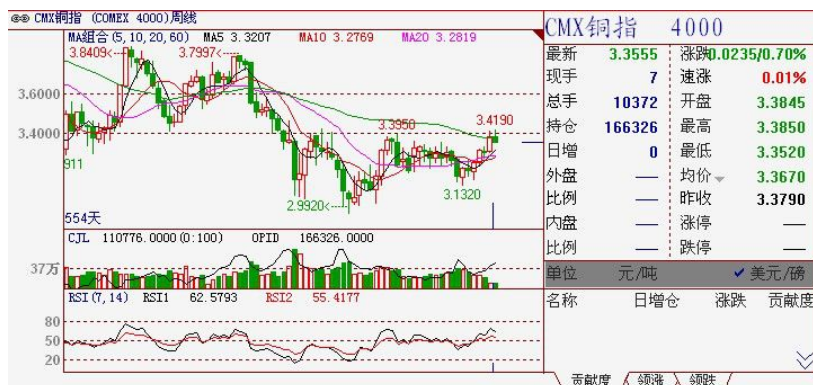 CMX铜指 (COMEX 4000)周线
MA组合(5,10,20,60) MA5 3.3207 MA10 3.2769 MA20 3.2819
3.8409<-- 3.7997<-----
3.6000
3.4190
3.4000
3.3950
911
3.1320
2.9920<----
554天
CJL 110776.0000(0:100) OPID 166326.0000
37万
RSI(7,14) RSI1 62.5793 RSI2 55.4177
80
50
20
CMX铜指 4000
最新 3.3555 涨跌0.0235/0.70%
现手 7 速涨 0.01%
总手 10372 开盘 3.3845
持仓 166326 最高 3.3850
日增 0 最低 3.3520
外盘 — 均价 3.3670
比例 — 昨收 3.3790
内盘 — 涨停 —
比例 — 跌停 —
单位 元/吨 ✓美元/磅
名称 日增仓 涨跌 贡献度
贡献度 领涨 领跌